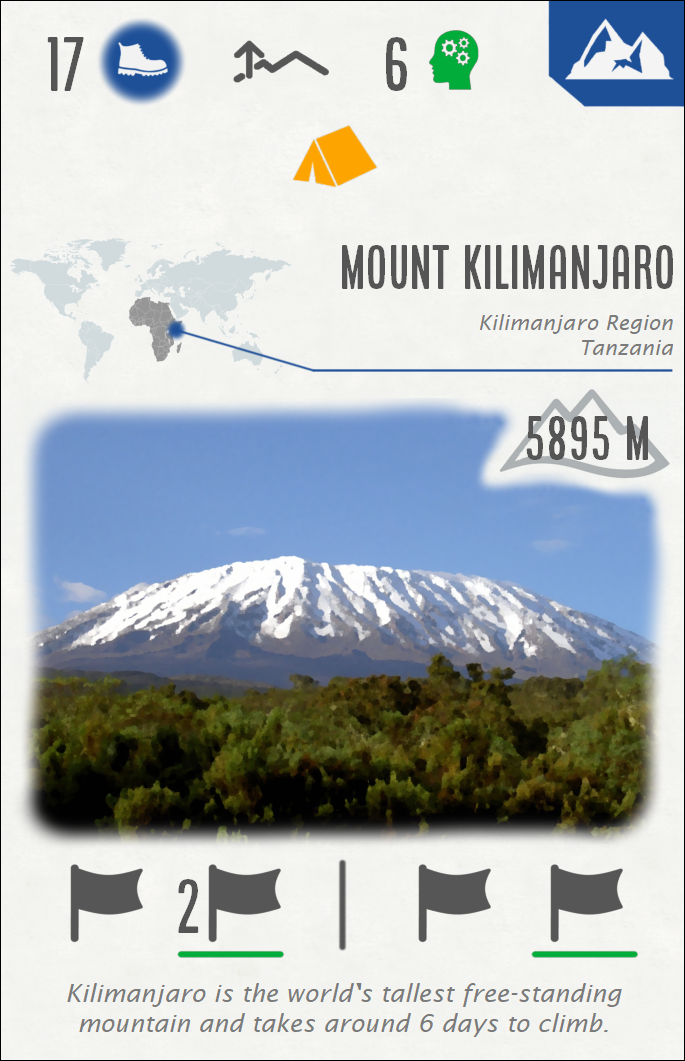 17
6
MOUNT KILIMANJARO
Kilimanjaro Region
Tanzania
5895 M
2
Kilimanjaro is the world's tallest free-standing
mountain and takes around 6 days to climb.